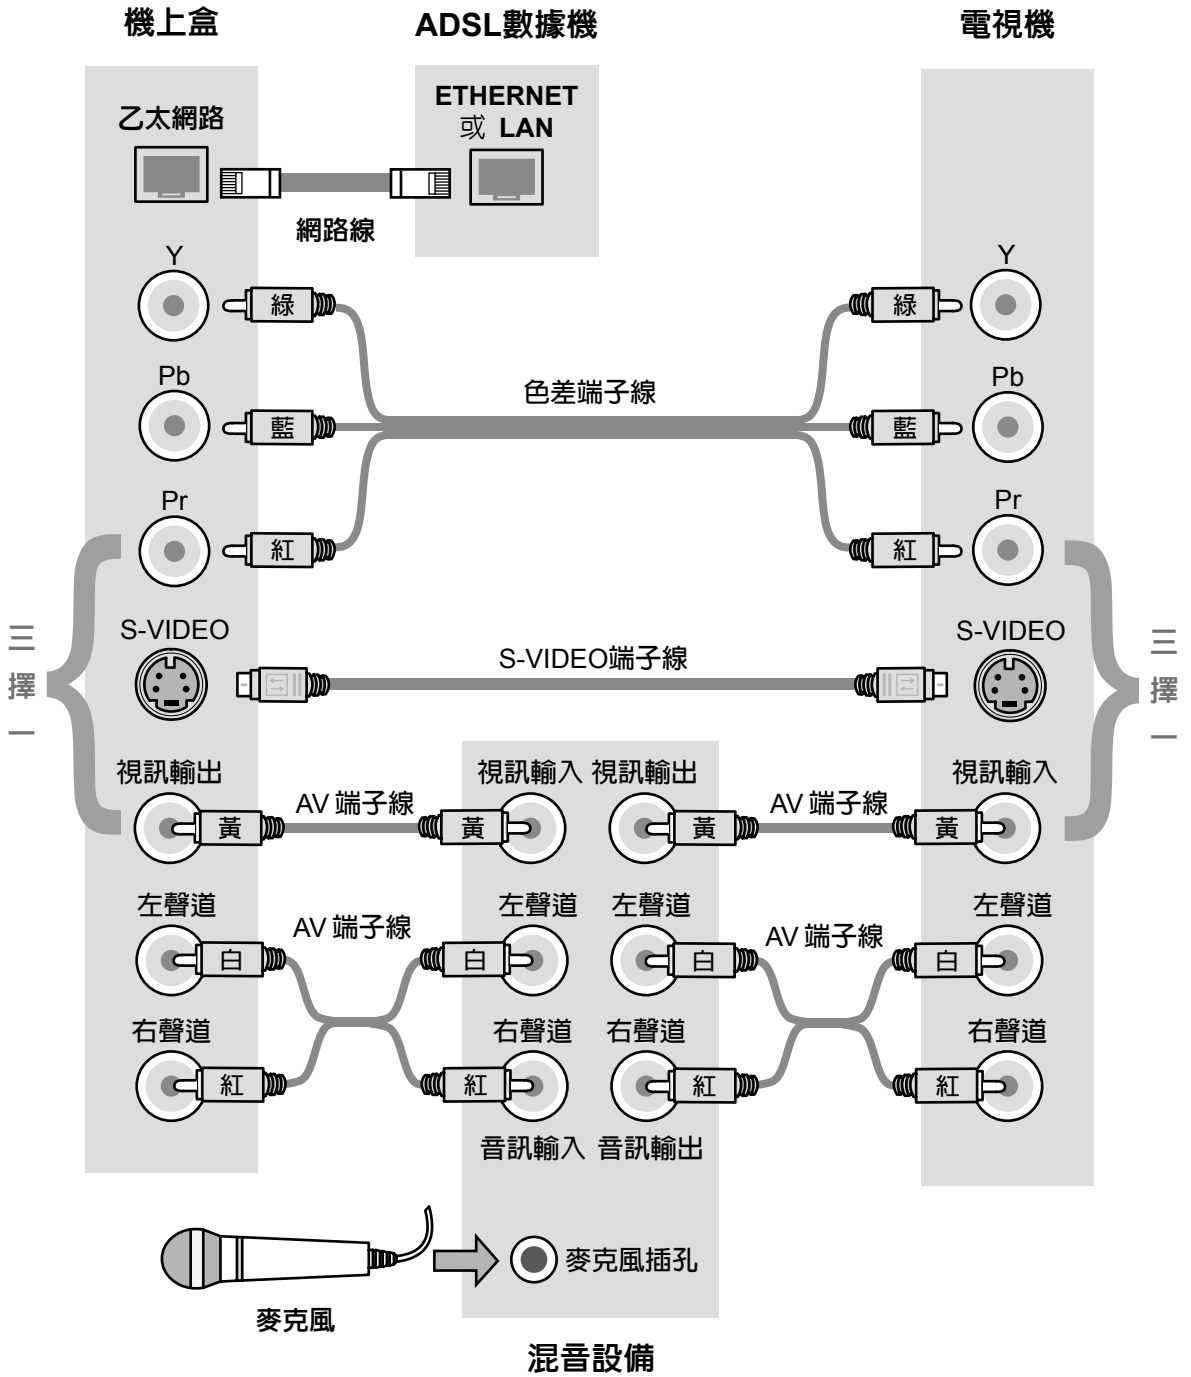 機上盒
ADSL數據機
電視機
乙太網路
ETHERNET
或 LAN
網路線
Y
Y
綠
綠
Pb
Pb
色差端子線
藍
藍
Pr
Pr
紅
紅
三
擇
一
三
擇
一
S-VIDEO
S-VIDEO端子線
S-VIDEO
視訊輸出
視訊輸入
視訊輸出
視訊輸入
AV 端子線
AV 端子線
黃
黃
黃
黃
左聲道
左聲道
左聲道
左聲道
AV 端子線
AV 端子線
白
白
白
白
右聲道
右聲道
右聲道
右聲道
紅
紅
紅
紅
音訊輸入
音訊輸出
麥克風插孔
麥克風
混音設備